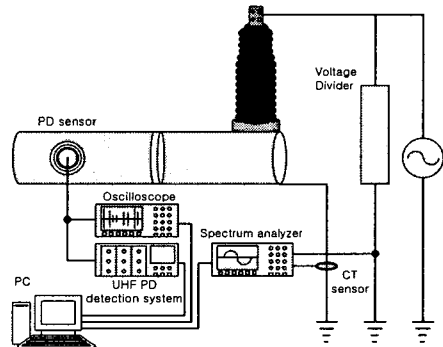 Voltage
Divider
PD sensor
Oscilloscope
Spectrum analyzer
PC
UHF PD
detection system
CT
sensor